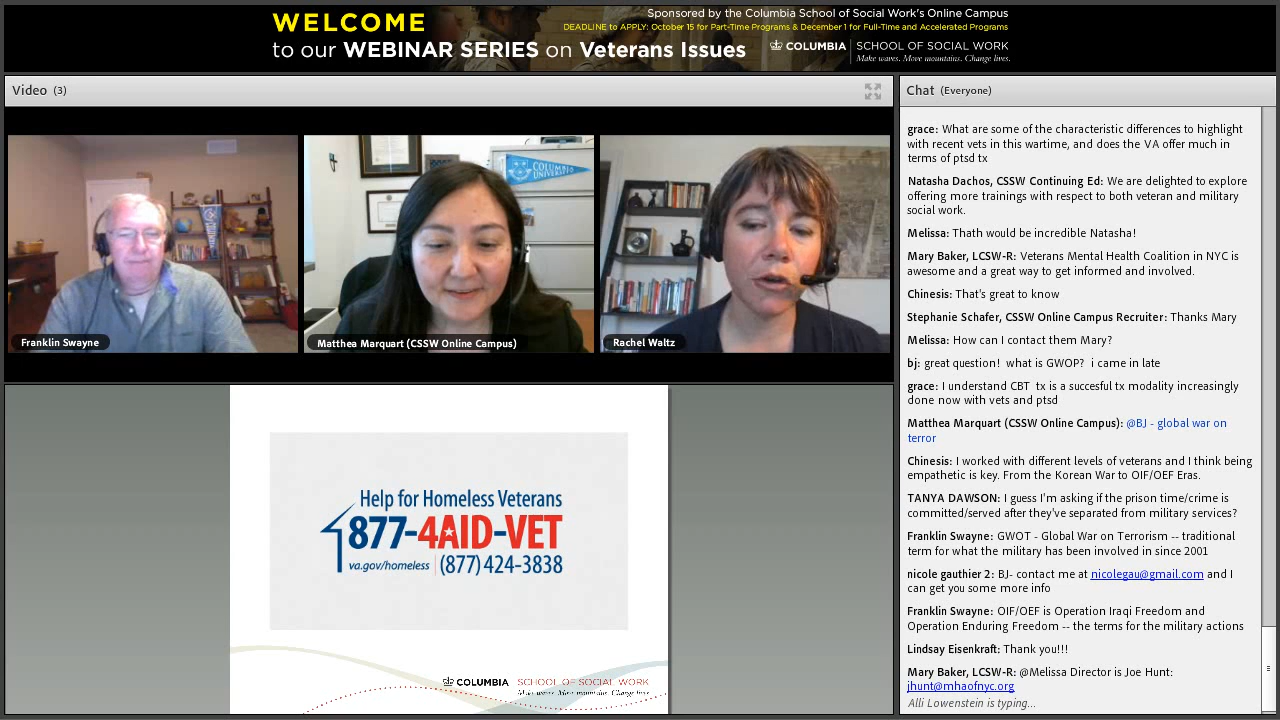 WELCOME
to our WEBINAR SERIES on Veterans Issues
Sponsored by the Columbia School of Social Work's Online Campus
DEADLINE to APPLY: October 15 for Part-Time Programs & December 1 for Full-Time and Accelerated Programs
COLUMBIA SCHOOL OF SOCIAL WORK
Make waves. Move mountains. Change lives.
Video (3)
COLUMBIA
UNIVERSITY
Franklin Swayne
Matthea Marquart (CSSW Online Campus)
Rachel Waltz
Help for Homeless Veterans
877-4AID-VET
va.gov/homeless (877) 424-3838
COLUMBIA SCHOOL OF SOCIAL WORK
Make waves. Move mountains. Change lives.
Chat (Everyone)
grace: What are some of the characteristic differences to highlight
with recent vets in this wartime, and does the VA offer much in
terms of ptsd tx
Natasha Dachos, CSSW Continuing Ed: We are delighted to explore
offering more trainings with respect to both veteran and military
social work.
Melissa: Thath would be incredible Natasha!
Mary Baker, LCSW-R: Veterans Mental Health Coalition in NYC is
awesome and a great way to get informed and involved.
Chinesis: That's great to know
Stephanie Schafer, CSSW Online Campus Recruiter: Thanks Mary
Melissa: How can I contact them Mary?
bj: great question! what is GWOP? i came in late
grace: I understand CBT tx is a succesful tx modality increasingly
done now with vets and ptsd
Matthea Marquart (CSSW Online Campus): @BJ - global war on
terror
Chinesis: I worked with different levels of veterans and I think being
empathetic is key. From the Korean War to OIF/OEF Eras.
TANYA DAWSON: I guess I'm asking if the prison time/crime is
committed/served after they've separated from military services?
Franklin Swayne: GWOT - Global War on Terrorism -- traditional
term for what the military has been involved in since 2001
nicole gauthier 2: BJ- contact me at nicolegau@gmail.com and I
can get you some more info
Franklin Swayne: OIF/OEF is Operation Iraqi Freedom and
Operation Enduring Freedom -- the terms for the military actions
Lindsay Eisenkraft: Thank you!!!
Mary Baker, LCSW-R: @Melissa Director is Joe Hunt:
jhunt@mhaofnyc.org
Alli Lowenstein is typing...